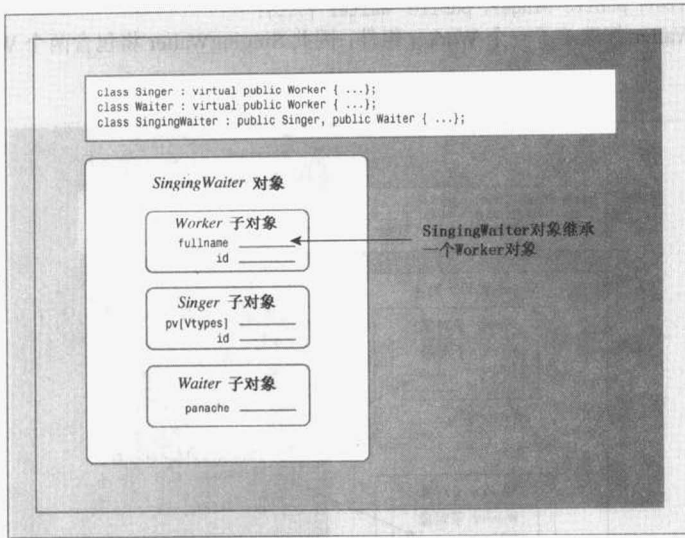 class Singer : virtual public Worker { ...};
class Waiter : virtual public Worker { ...};
class SingingWaiter : public Singer, public Waiter { ...};
SingingWaiter 对象
Worker 子对象
fullname
id
SingingWaiter对象继承
一个Worker对象
Singer 子对象
pv[Vtypes]
id
Waiter 子对象
panache